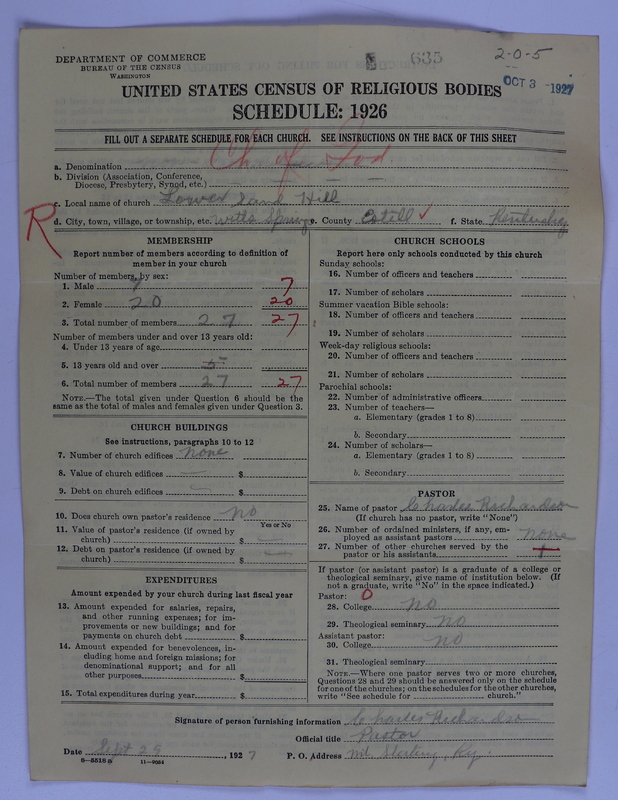 DEPARTMENT OF COMMERCE
BUREAU OF THE CENSUS
WASHINGTON
635
2-0-5
OCT 3 1927
UNITED STATES CENSUS OF RELIGIOUS BODIES
SCHEDULE: 1926
FILL OUT A SEPARATE SCHEDULE FOR EACH CHURCH. SEE INSTRUCTIONS ON THE BACK OF THIS SHEET
a. Denomination Ch of God
b. Division (Association, Conference,
Diocese, Presbytery, Synod, etc.)
R
c. Local name of church Hill
d. City, town, village, or township, etc. e. County Estill ✓ f. State Kentucky
MEMBERSHIP
Report number of members according to definition of
member in your church
Number of members, by sex:
1. Male 7 7
2. Female 20 20
3. Total number of members 27 27
Number of members under and over 13 years old:
4. Under 13 years of age
5. 13 years old and over
6. Total number of members 27 27
NOTE.—The total given under Question 6 should be
same as the total of males and females given under Question 3.
CHURCH BUILDINGS
See instructions, paragraphs 10 to 12
7. Number of church edifices none
8. Value of church edifices $
9. Debt on church edifices $
10. Does church own pastor's residence no
Yes or No
11. Value of pastor's residence (if owned by
church) $
12. Debt on pastor's residence (if owned by
church) $
EXPENDITURES
Amount expended by your church during last fiscal year
13. Amount expended for salaries, repairs,
and other running expenses; for im-
provements or new buildings; and for
payments on church debt $
14. Amount expended for benevolences, in-
cluding home and foreign missions; for
denominational support; and for all
other purposes $
15. Total expenditures during year $
CHURCH SCHOOLS
Report here only schools conducted by this church
Sunday schools:
16. Number of officers and teachers
17. Number of scholars
Summer vacation Bible schools:
18. Number of officers and teachers
19. Number of scholars
Week-day religious schools:
20. Number of officers and teachers
21. Number of scholars
Parochial schools:
22. Number of administrative officers
23. Number of teachers—
a. Elementary (grades 1 to 8)
b. Secondary
24. Number of scholars—
a. Elementary (grades 1 to 8)
b. Secondary
PASTOR
25. Name of pastor Charles Richardson
(If church has no pastor, write "None")
26. Number of ordained ministers, if any, em-
ployed as assistant pastors none
27. Number of other churches served by the
pastor or his assistants
If pastor (or assistant pastor) is a graduate of a college or
theological seminary, give name of institution below. (If
not a graduate, write "No" in the space indicated.)
Pastor: 0
28. College no
29. Theological seminary no
Assistant pastor:
30. College no
31. Theological seminary
NOTE.—Where one pastor serves two or more churches,
Questions 28 and 29 should be answered only on the schedule
for one of the churches; on the schedules for the other churches,
write "See schedule for church."
Signature of person furnishing information Charles Richardson
Official title Pastor
Date Sept 29, 1927 P. O. Address Mt Sterling, Ky.
8—5518a 11—9084